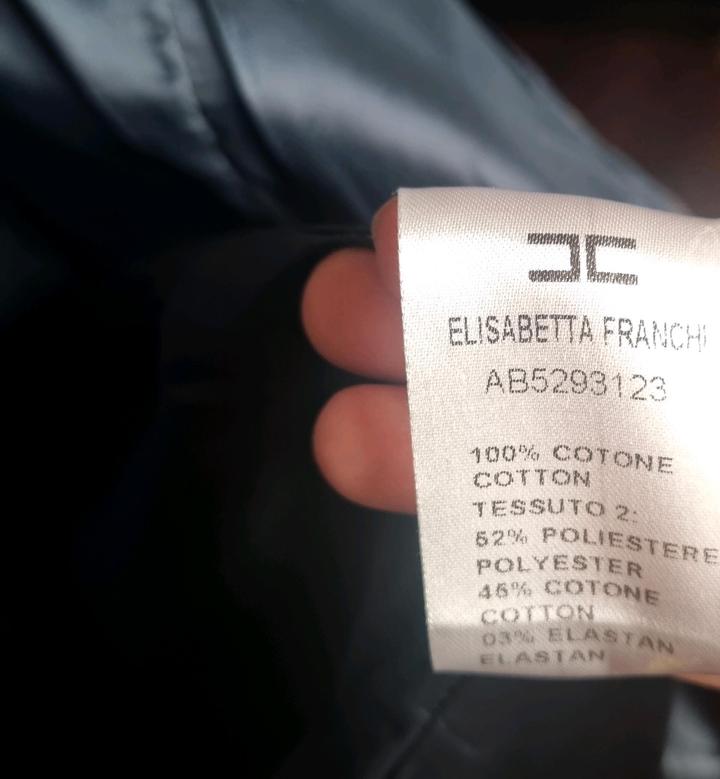 ELISABETTA FRANCHI
AB5293123
100% COTONE
COTTON
TESSUTO 2:
52% POLIESTERE
POLYESTER
45% COTONE
COTTON
03% ELASTAN
ELASTAN